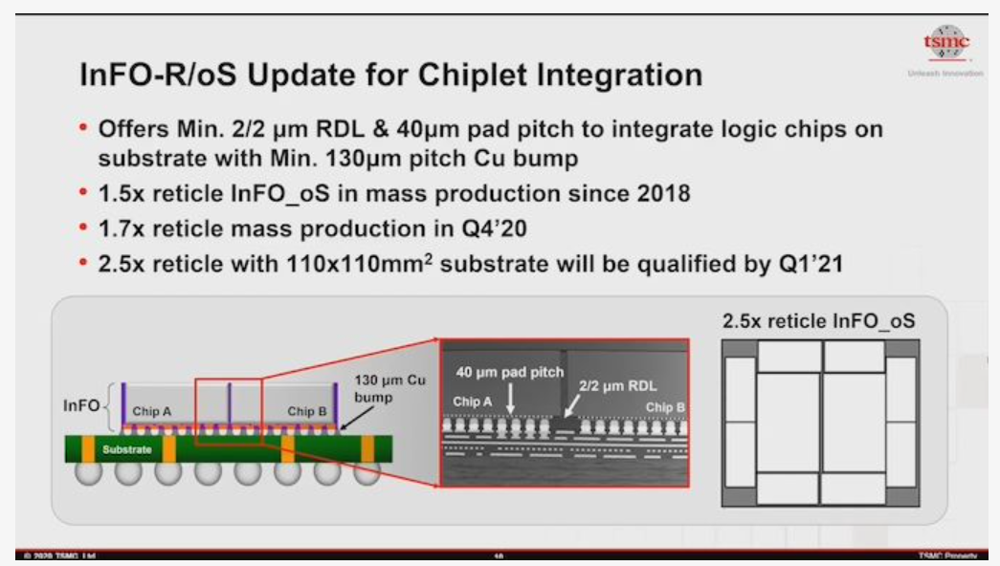 tsmc
Unleash Innovation
InFO-R/oS Update for Chiplet Integration
• Offers Min. 2/2 µm RDL & 40µm pad pitch to integrate logic chips on
substrate with Min. 130µm pitch Cu bump
• 1.5x reticle InFO_oS in mass production since 2018
• 1.7x reticle mass production in Q4’20
• 2.5x reticle with 110x110mm² substrate will be qualified by Q1’21
2.5x reticle InFO_oS
InFO
Chip A
Chip B
130 µm Cu
bump
Substrate
40 µm pad pitch
2/2 µm RDL
Chip A
Chip B
© 2020 TSMC, Ltd
TSMC Property